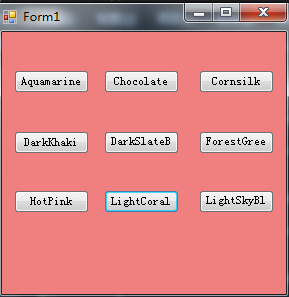 Form1
Aquamarine
Chocolate
Cornsilk
DarkKhaki
DarkSlateB
ForestGree
HotPink
LightCoral
LightSkyBl